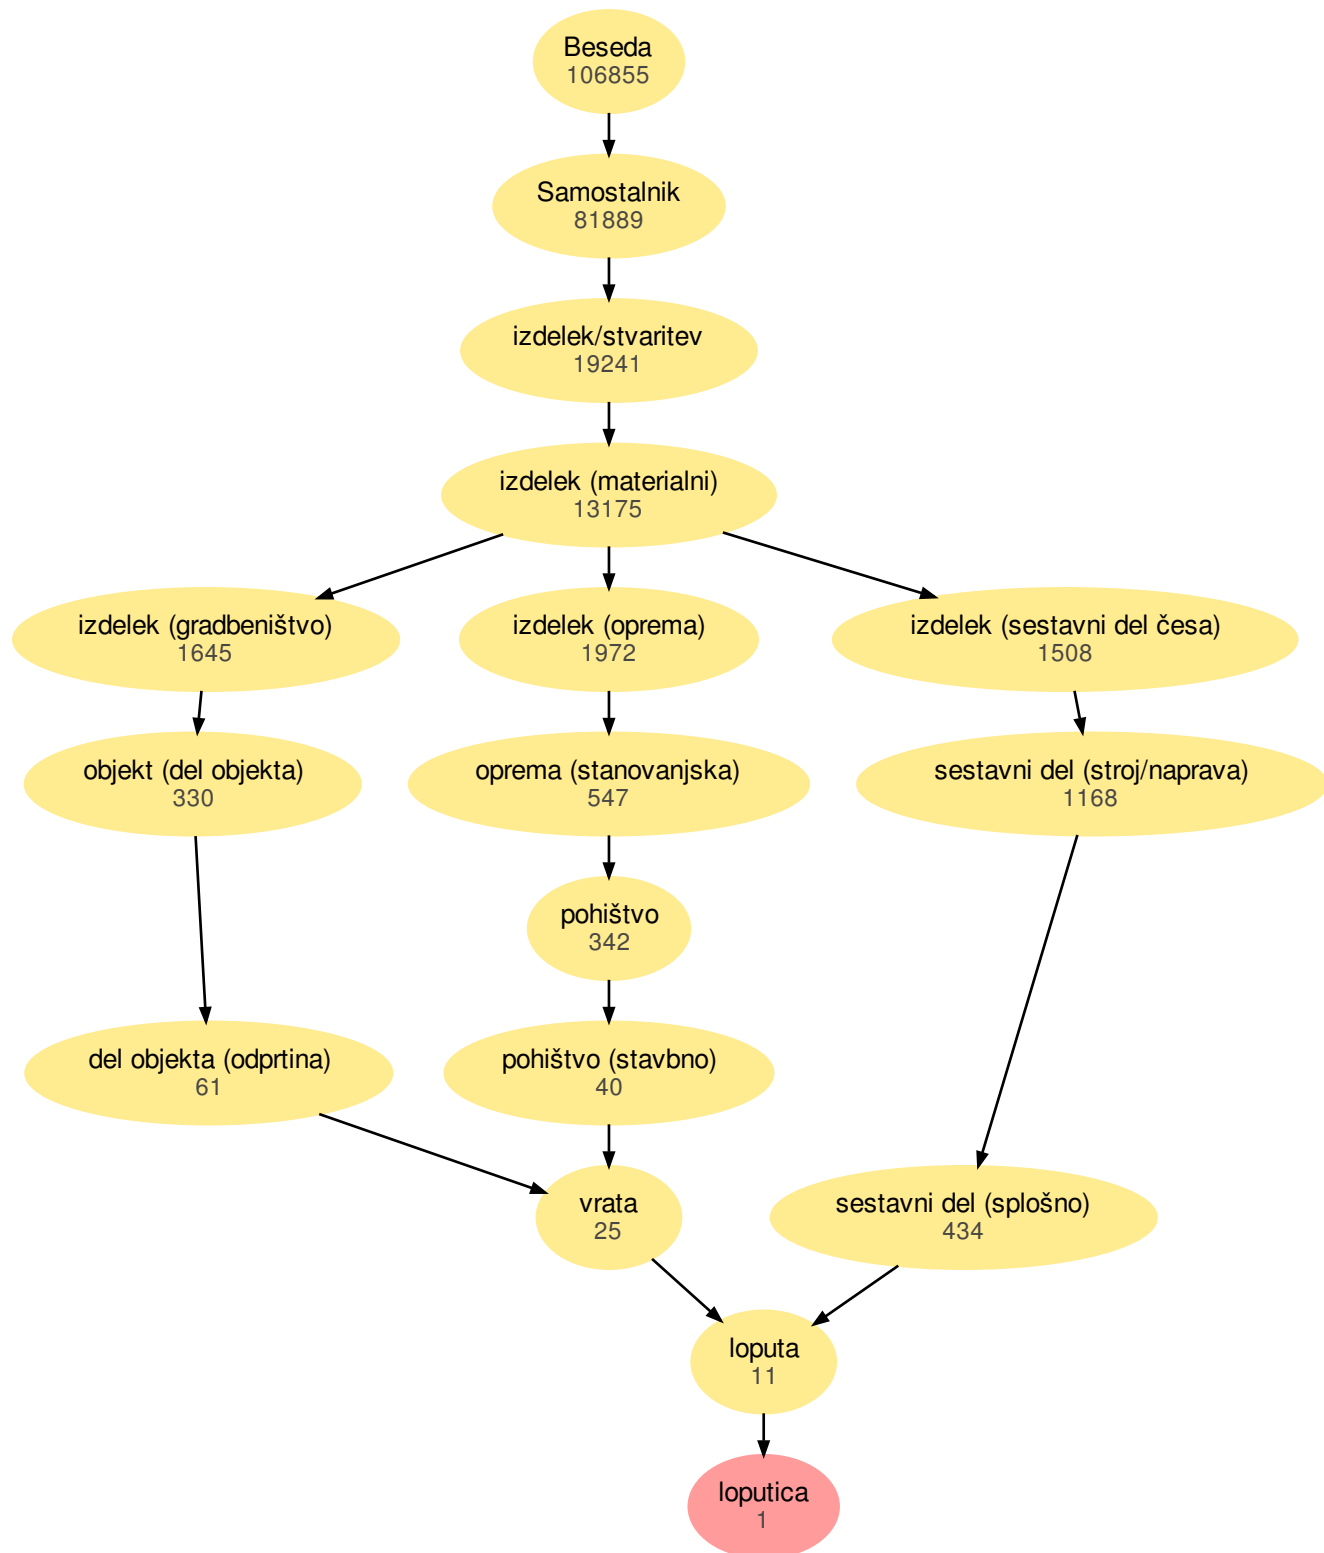 Beseda
106855
Samostalnik
81889
izdelek/stvaritev
19241
izdelek (materialni)
13175
izdelek (gradbeništvo)
1645
izdelek (oprema)
1972
izdelek (sestavni del česa)
1508
objekt (del objekta)
330
oprema (stanovanjska)
547
sestavni del (stroj/naprava)
1168
pohištvo
342
del objekta (odprtina)
61
pohištvo (stavbno)
40
vrata
25
sestavni del (splošno)
434
loputa
11
loputica
1